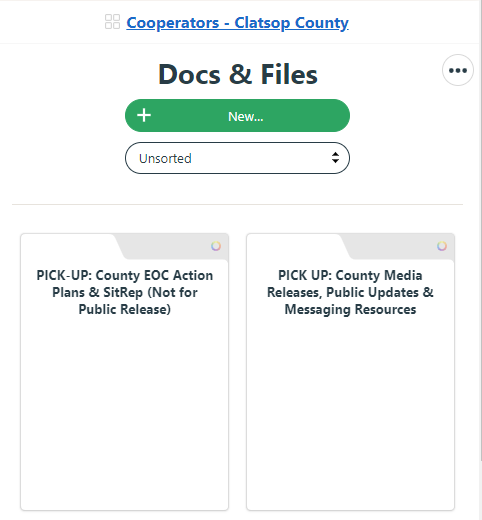 Cooperators - Clatsop County
Docs & Files
New...
Unsorted
PICK-UP: County EOC Action
Plans & SitRep (Not for
Public Release)
PICK UP: County Media
Releases, Public Updates &
Messaging Resources